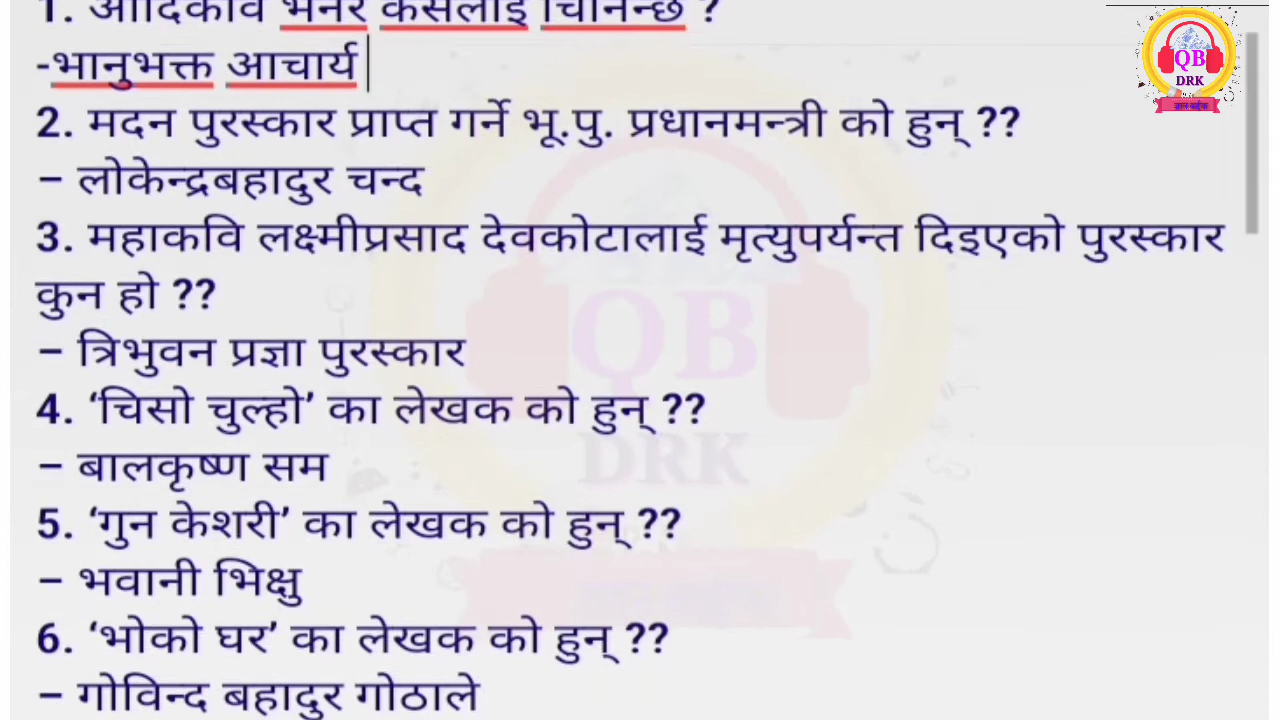 1. आदिकवि भनेर कसलाई चिनिन्छ ?
-भानुभक्त आचार्य
2. मदन पुरस्कार प्राप्त गर्ने भू.पु. प्रधानमन्त्री को हुन् ??
– लोकेन्द्रबहादुर चन्द
3. महाकवि लक्ष्मीप्रसाद देवकोटालाई मृत्युपर्यन्त दिइएको पुरस्कार
कुन हो ??
– त्रिभुवन प्रज्ञा पुरस्कार
4. ‘चिसो चुल्हो’ का लेखक को हुन् ??
– बालकृष्ण सम
5. ‘गुन केशरी’ का लेखक को हुन् ??
– भवानी भिक्षु
6. ‘भोको घर’ का लेखक को हुन् ??
– गोविन्द बहादुर गोठाले
QB
DRK
QB
DRK